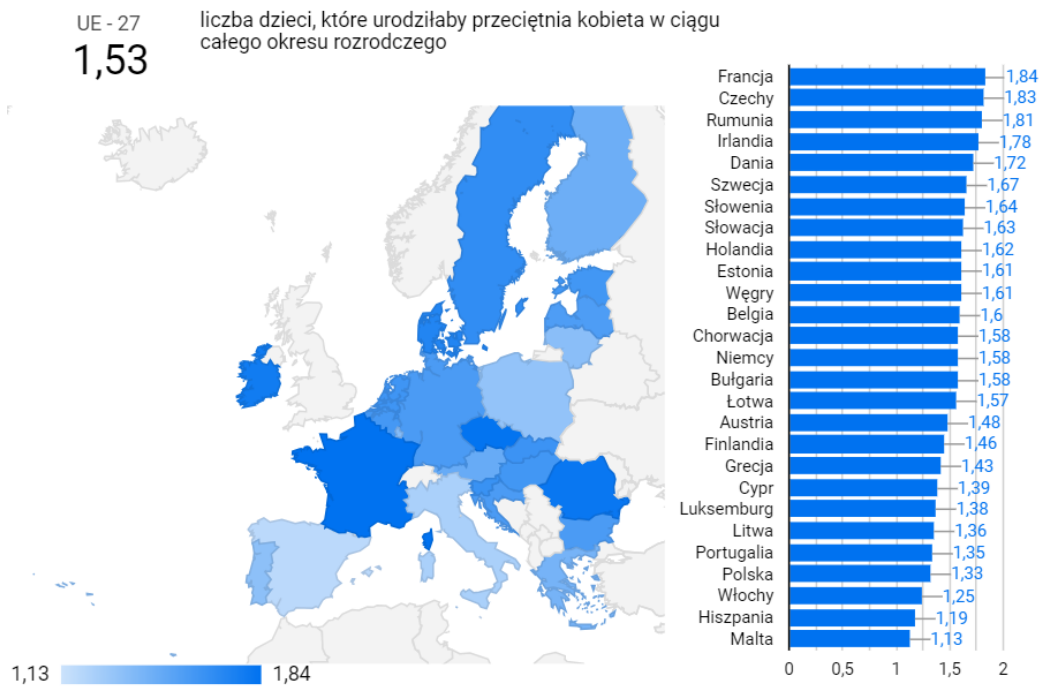 UE - 27
1,53
liczba dzieci, które urodziłaby przeciętnia kobieta w ciągu
całego okresu rozrodczego
Francja 1,84
Czechy 1,83
Rumunia 1,81
Irlandia 1,78
Dania 1,72
Szwecja 1,67
Słowenia 1,64
Słowacja 1,63
Holandia 1,62
Estonia 1,61
Węgry 1,61
Belgia 1,6
Chorwacja 1,58
Niemcy 1,58
Bułgaria 1,58
Łotwa 1,57
Austria 1,48
Finlandia 1,46
Grecja 1,43
Cypr 1,39
Luksemburg 1,38
Litwa 1,36
Portugalia 1,35
Polska 1,33
Włochy 1,25
Hiszpania 1,19
Malta 1,13
0 0,5 1 1,5 2
1,13 1,84